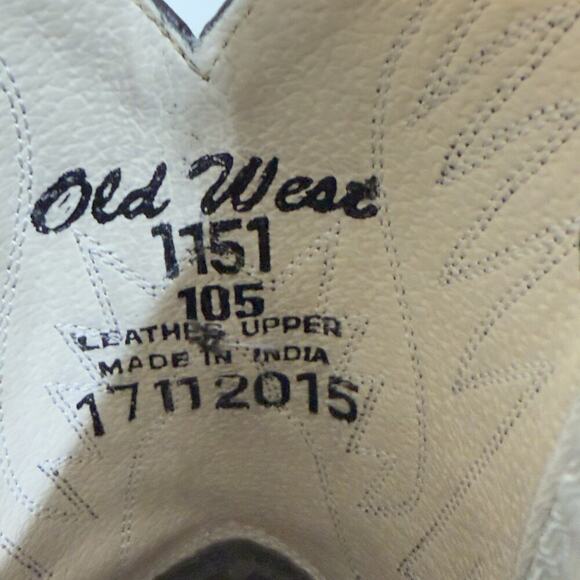 Old West
1151
105
LEATHER UPPER
MADE IN INDIA
17112015